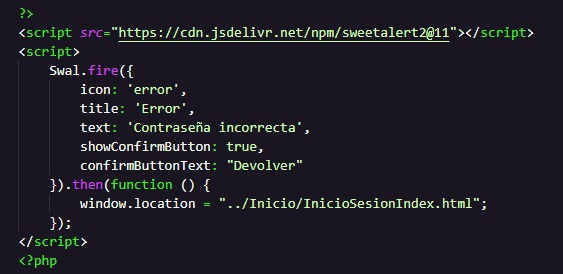 ?>
<script src="https://cdn.jsdelivr.net/npm/sweetalert2@11"></script>
<script>
    Swal.fire({
        icon: 'error',
        title: 'Error',
        text: 'Contraseña incorrecta',
        showConfirmButton: true,
        confirmButtonText: "Devolver"
    }).then(function () {
        window.location = "../Inicio/InicioSesionIndex.html";
    });
</script>
<?php